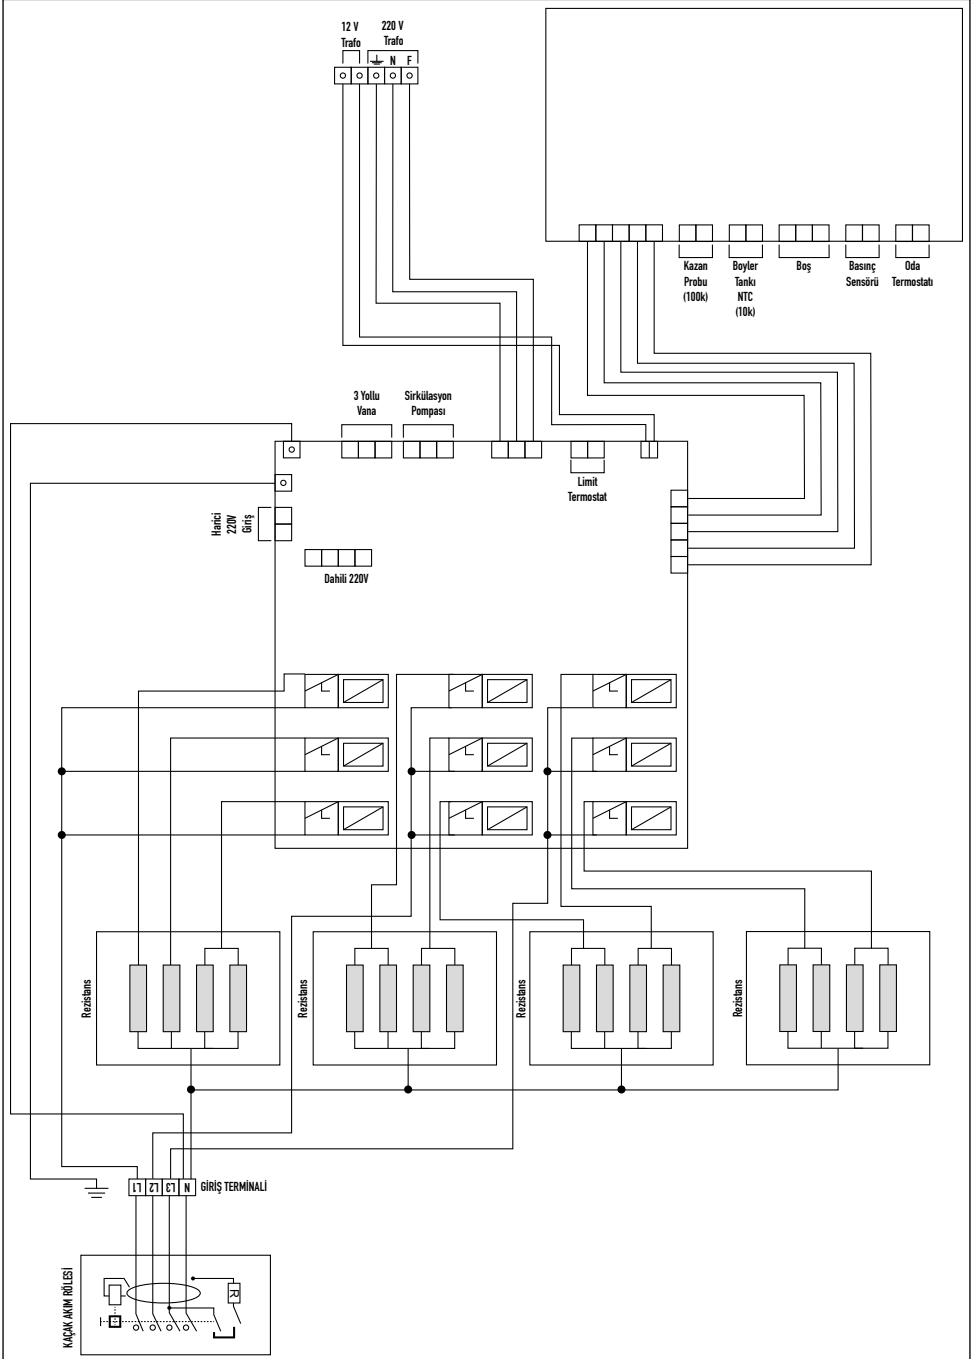 12 V
Trafo
220 V
Trafo
N
F
Kazan
Probu
(100k)
Boyler
Tankı
NTC
(10k)
Boş
Basınç
Sensörü
Oda
Termostatı
3 Yollu
Vana
Sirkülasyon
Pompası
Limit
Termostat
Harici
220V
Giriş
Dahili 220V
Rezistans
Rezistans
Rezistans
Rezistans
L1
L2
L3
N
GİRİŞ TERMİNALİ
KAÇAK AKIM RÖLESİ
R